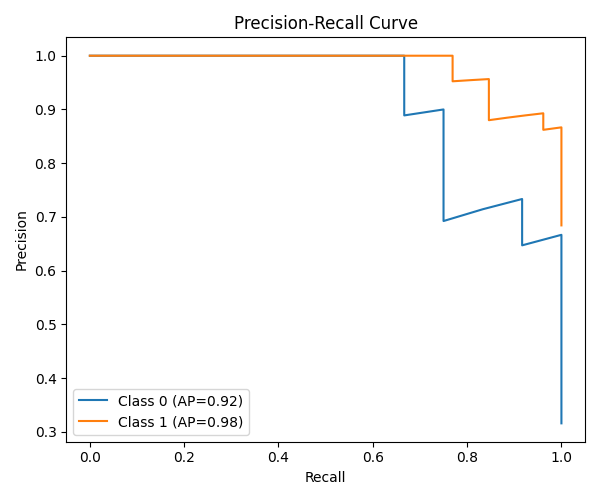 Precision-Recall Curve
Precision
1.0
0.9
0.8
0.7
0.6
0.5
0.4
0.3
Class 0 (AP=0.92)
Class 1 (AP=0.98)
0.0 0.2 0.4 0.6 0.8 1.0
Recall